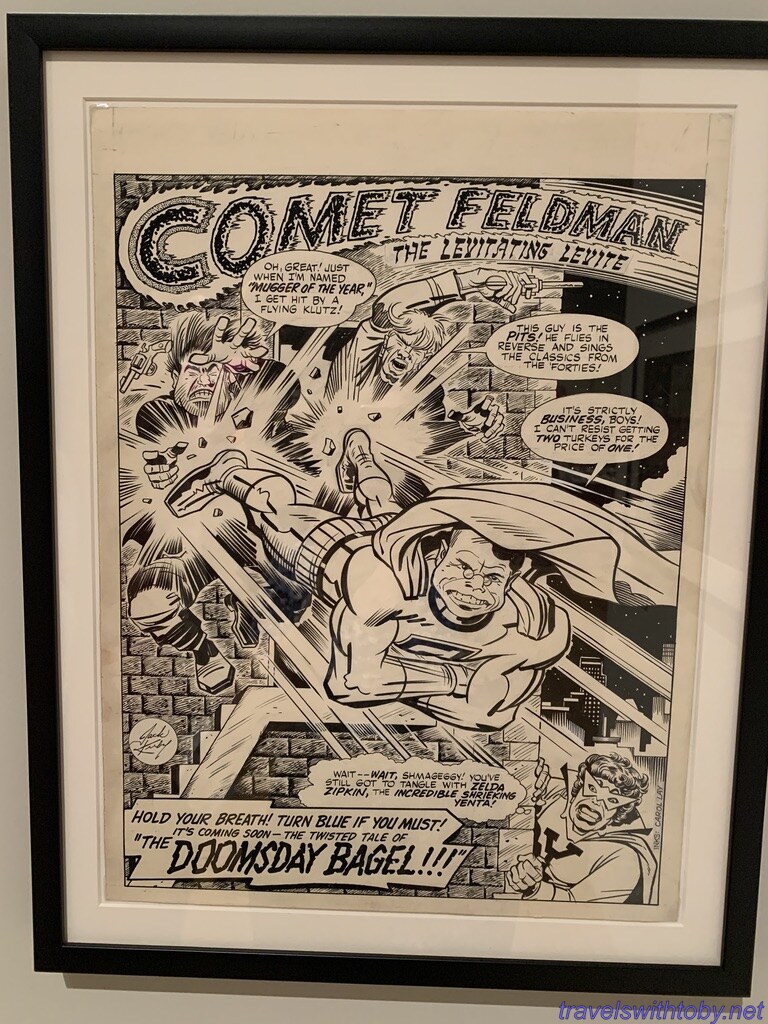 COMET FELDMAN
THE LEVITATING LEVITE
OH, GREAT! JUST
WHEN I'M NAMED
"MUGGER OF THE YEAR,"
I GET HIT BY A
FLYING KLUTZ!
THIS GUY IS THE
PITS! HE FLIES IN
REVERSE AND SINGS
THE CLASSICS FROM
THE 'FORTIES!
IT'S STRICTLY
BUSINESS, BOYS!
I CAN'T RESIST GETTING
TWO TURKEYS FOR THE
PRICE OF ONE!
Jack
Kirby
WAIT--WAIT, SHMAGEGGY! YOU'VE
STILL GOT TO TANGLE WITH ZELDA
ZIPKIN, THE INCREDIBLE SHRIEKING
YENTA!
HOLD YOUR BREATH! TURN BLUE IF YOU MUST!
IT'S COMING SOON — THE TWISTED TALE OF
"THE DOOMSDAY BAGEL!!!"
Y
travelswithtoby.net